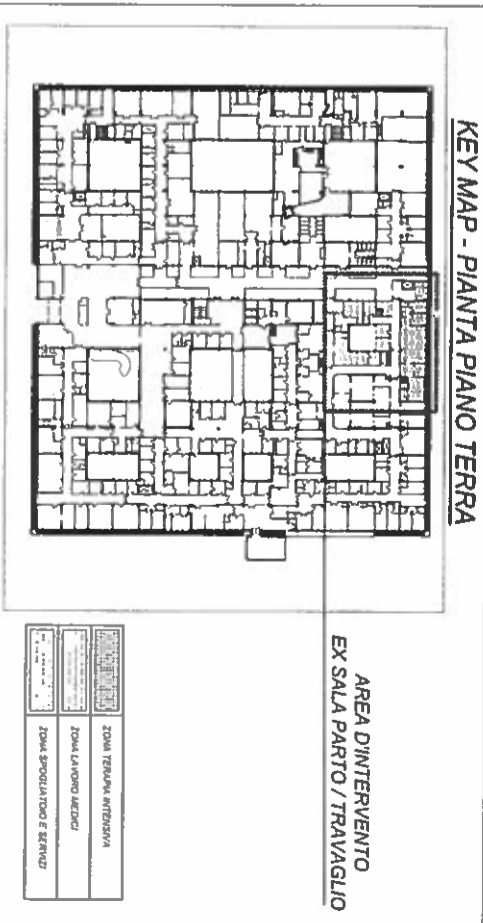 KEY MAP - PIANTA PIANO TERRA
AREA D'INTERVENTO
EX SALA PARTO / TRAVAGLIO
ZONA TERAPIA INTENSIVA
ZONA LAVORO MEDICI
ZONA SPOGLIATOIO E SERVIZI